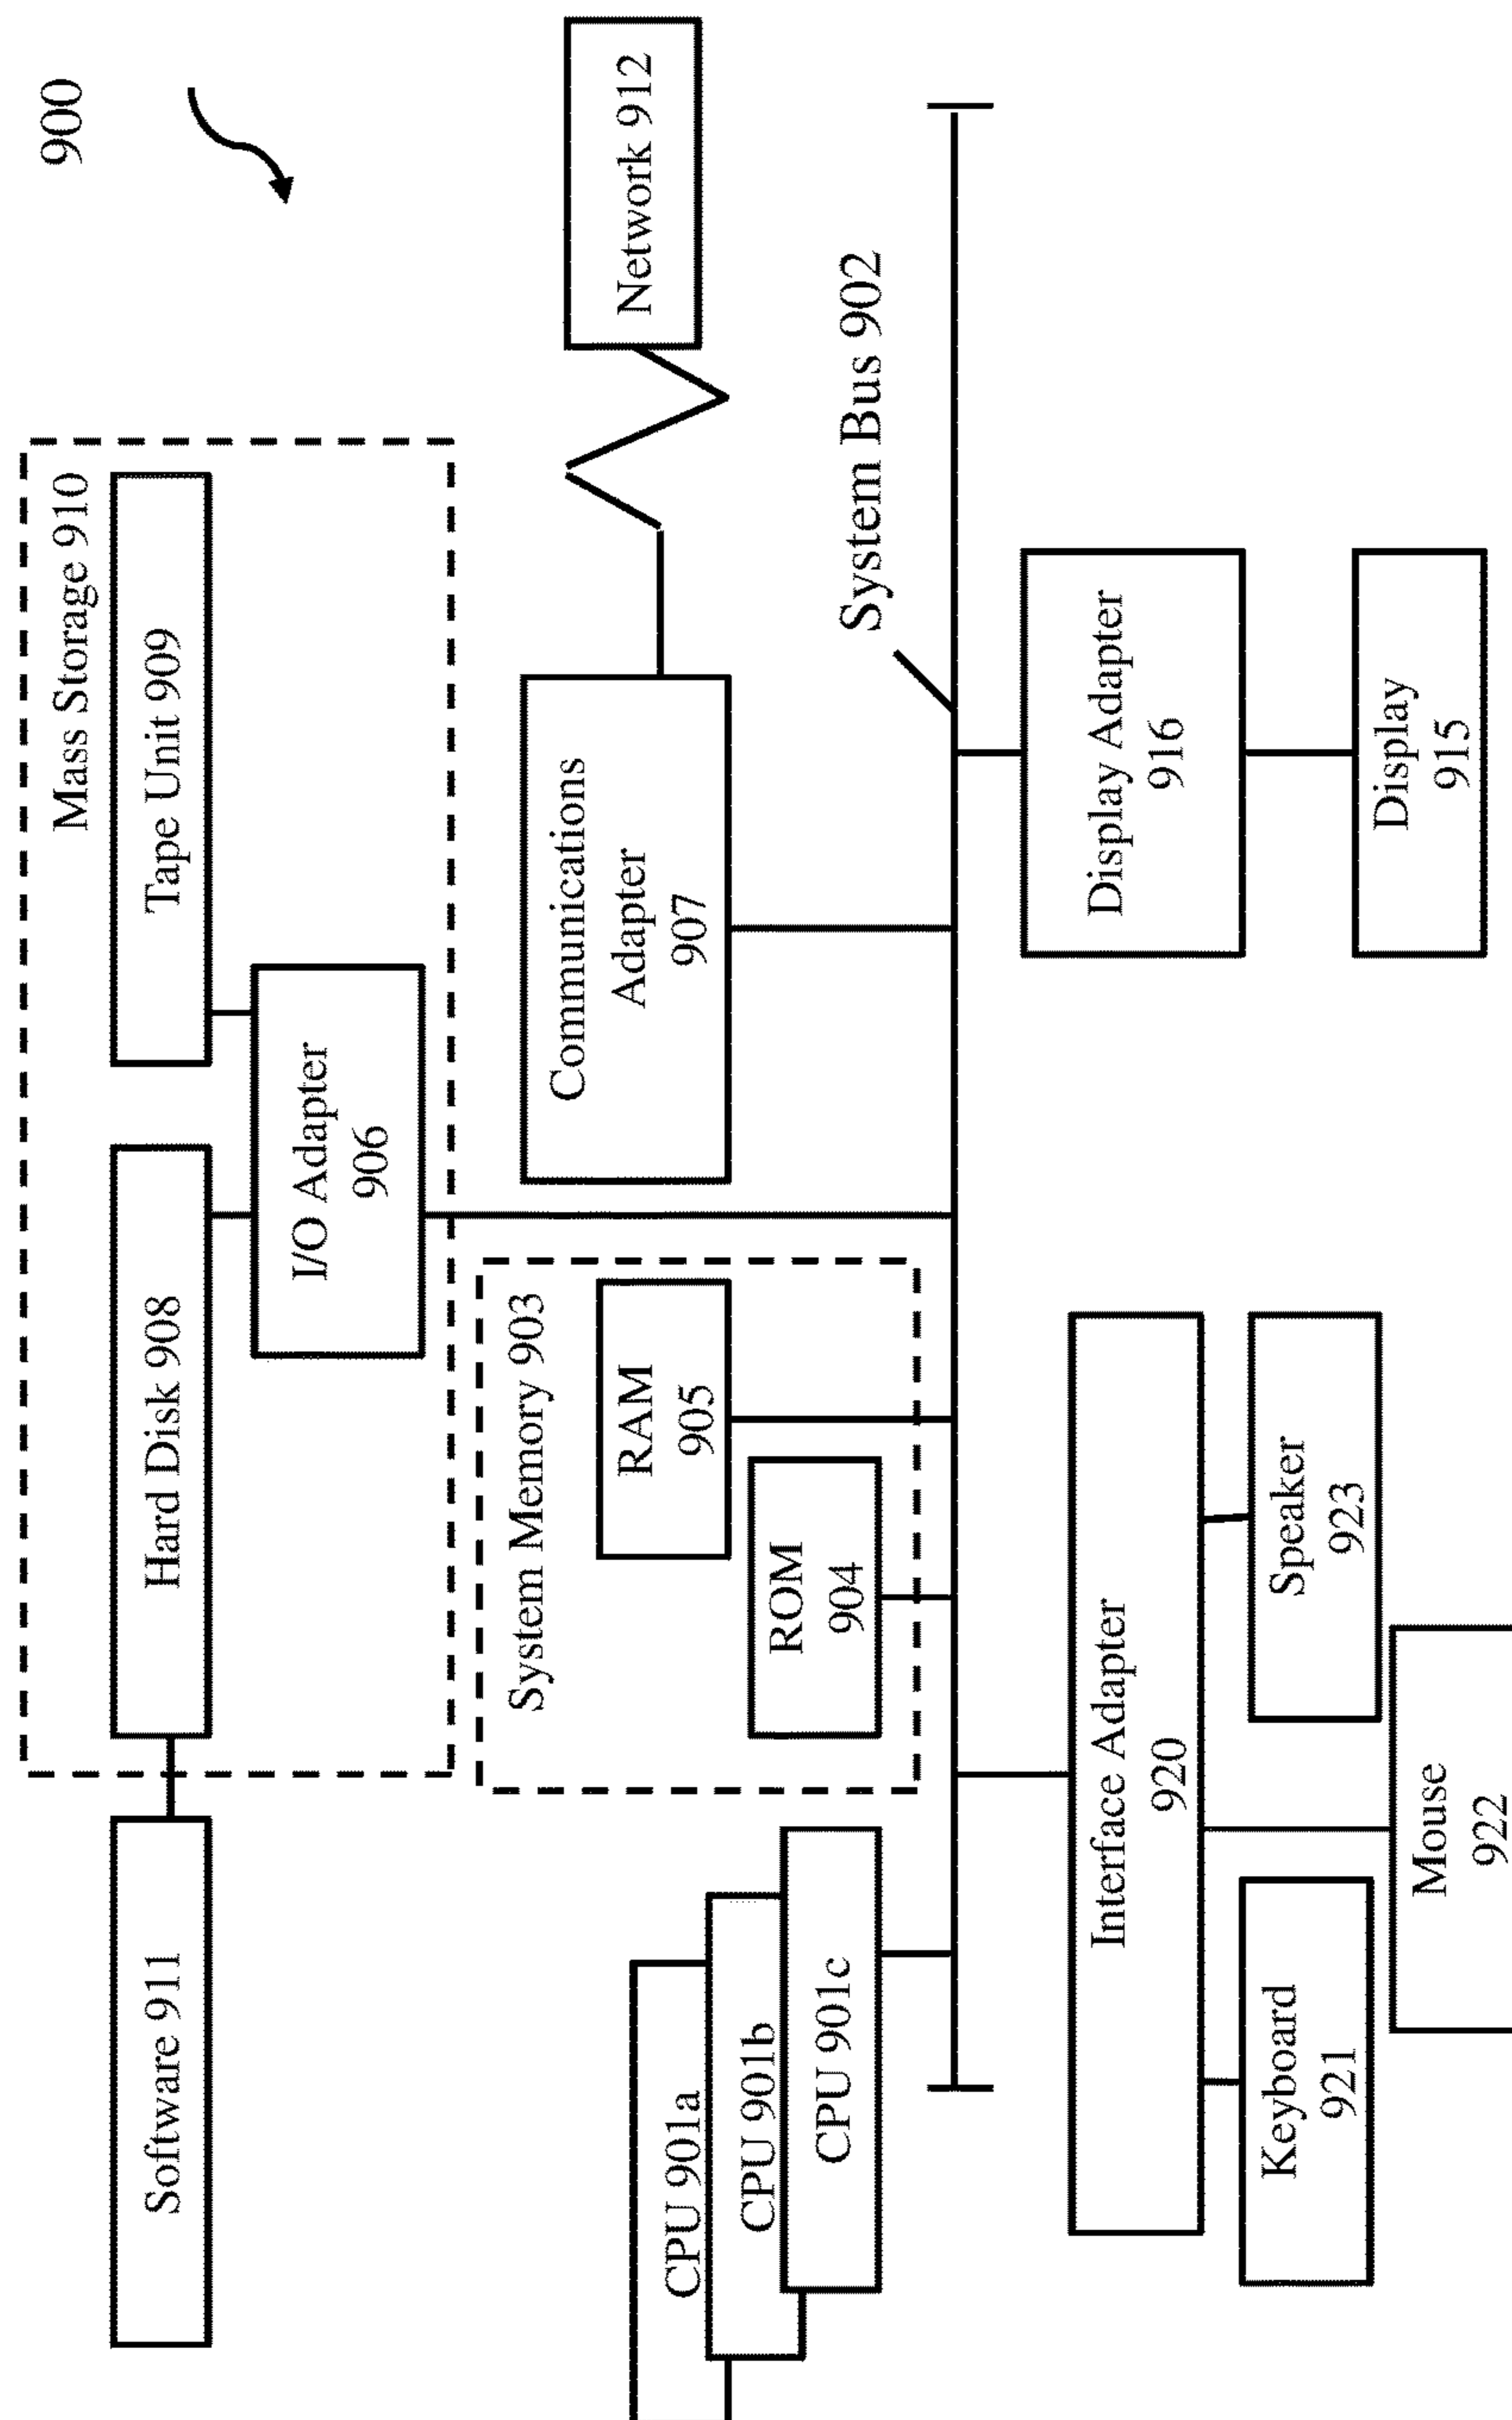 900
Mass Storage 910
Software 911
Hard Disk 908
Tape Unit 909
I/O Adapter
906
System Memory 903
RAM
905
ROM
904
Communications
Adapter
907
Network 912
CPU 901a
CPU 901b
CPU 901c
System Bus 902
Interface Adapter
920
Keyboard
921
Mouse
922
Speaker
923
Display Adapter
916
Display
915